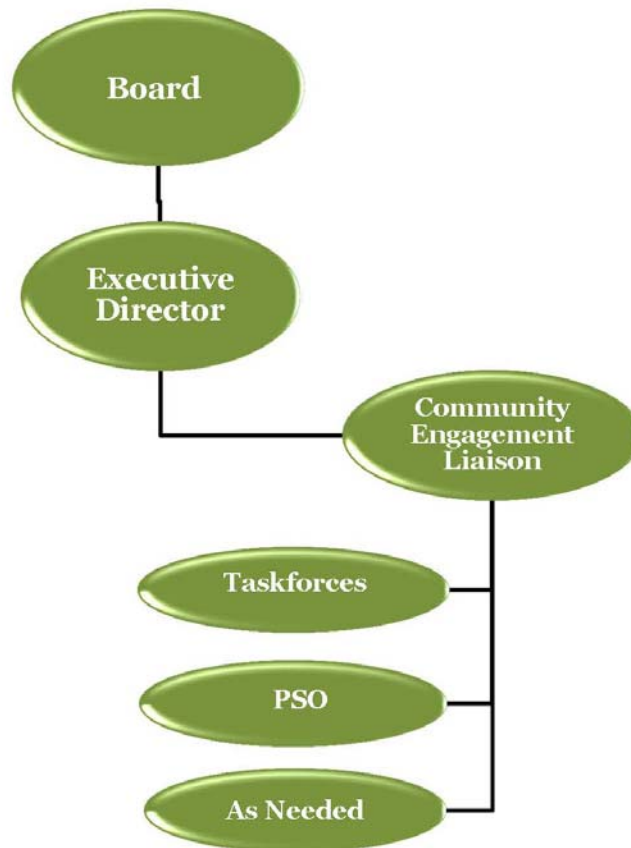 Board
Executive
Director
Community
Engagement
Liaison
Taskforces
PSO
As Needed